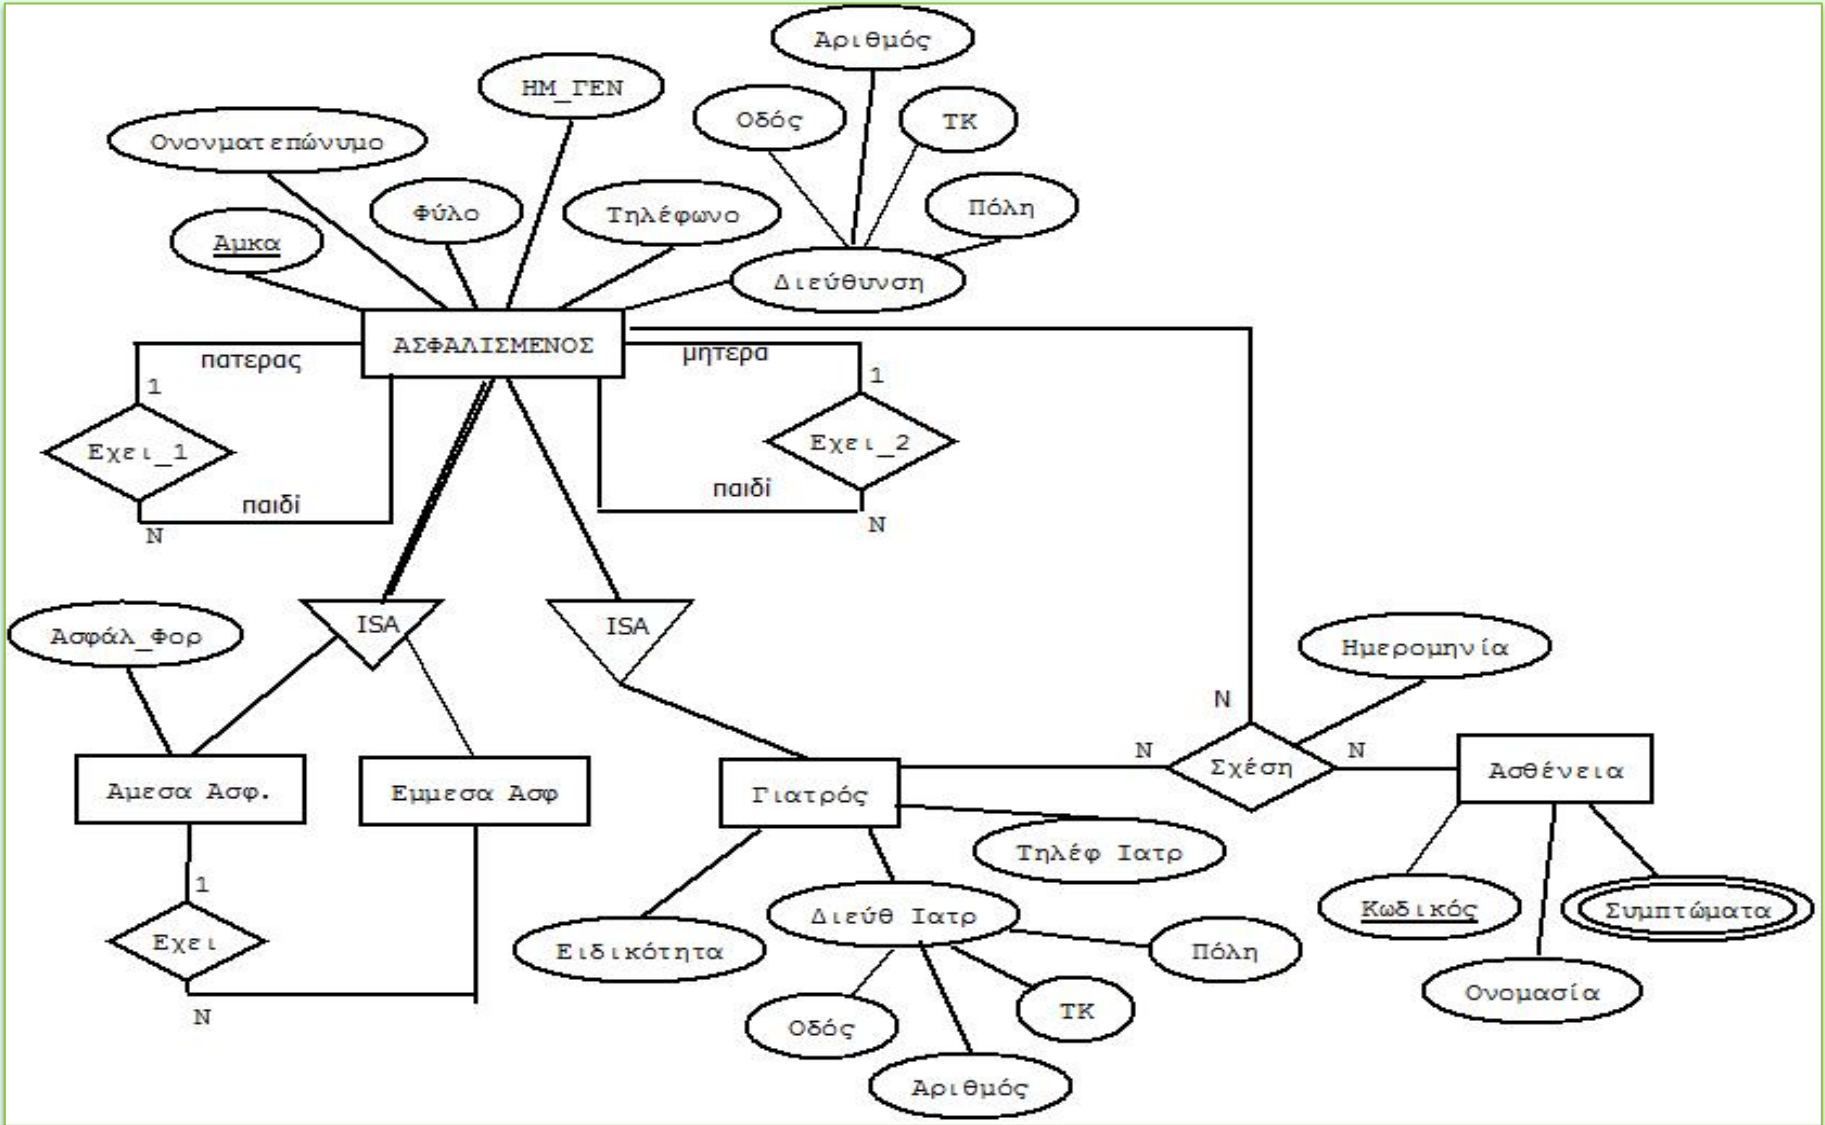 Αριθμός
ΗΜ_ΓΕΝ
Οδός
ΤΚ
Ονονματεπώνυμο
Φύλο
Τηλέφωνο
Πόλη
Αμκα
Διεύθυνση
ΑΣΦΑΛΙΣΜΕΝΟΣ
πατερας
μητερα
1
1
Εχει_1
Εχει_2
παιδί
παιδί
Ν
Ν
Ασφάλ_Φορ
ISA
ISA
Ημερομηνία
Ν
Ν
Ν
Σχέση
Ασθένεια
Αμεσα Ασφ.
Εμμεσα Ασφ
Γιατρός
Τηλέφ Ιατρ
1
Κωδικός
Συμπτώματα
Διεύθ Ιατρ
Εχει
Ειδικότητα
Πόλη
Ονομασία
Ν
Οδός
ΤΚ
Αριθμός